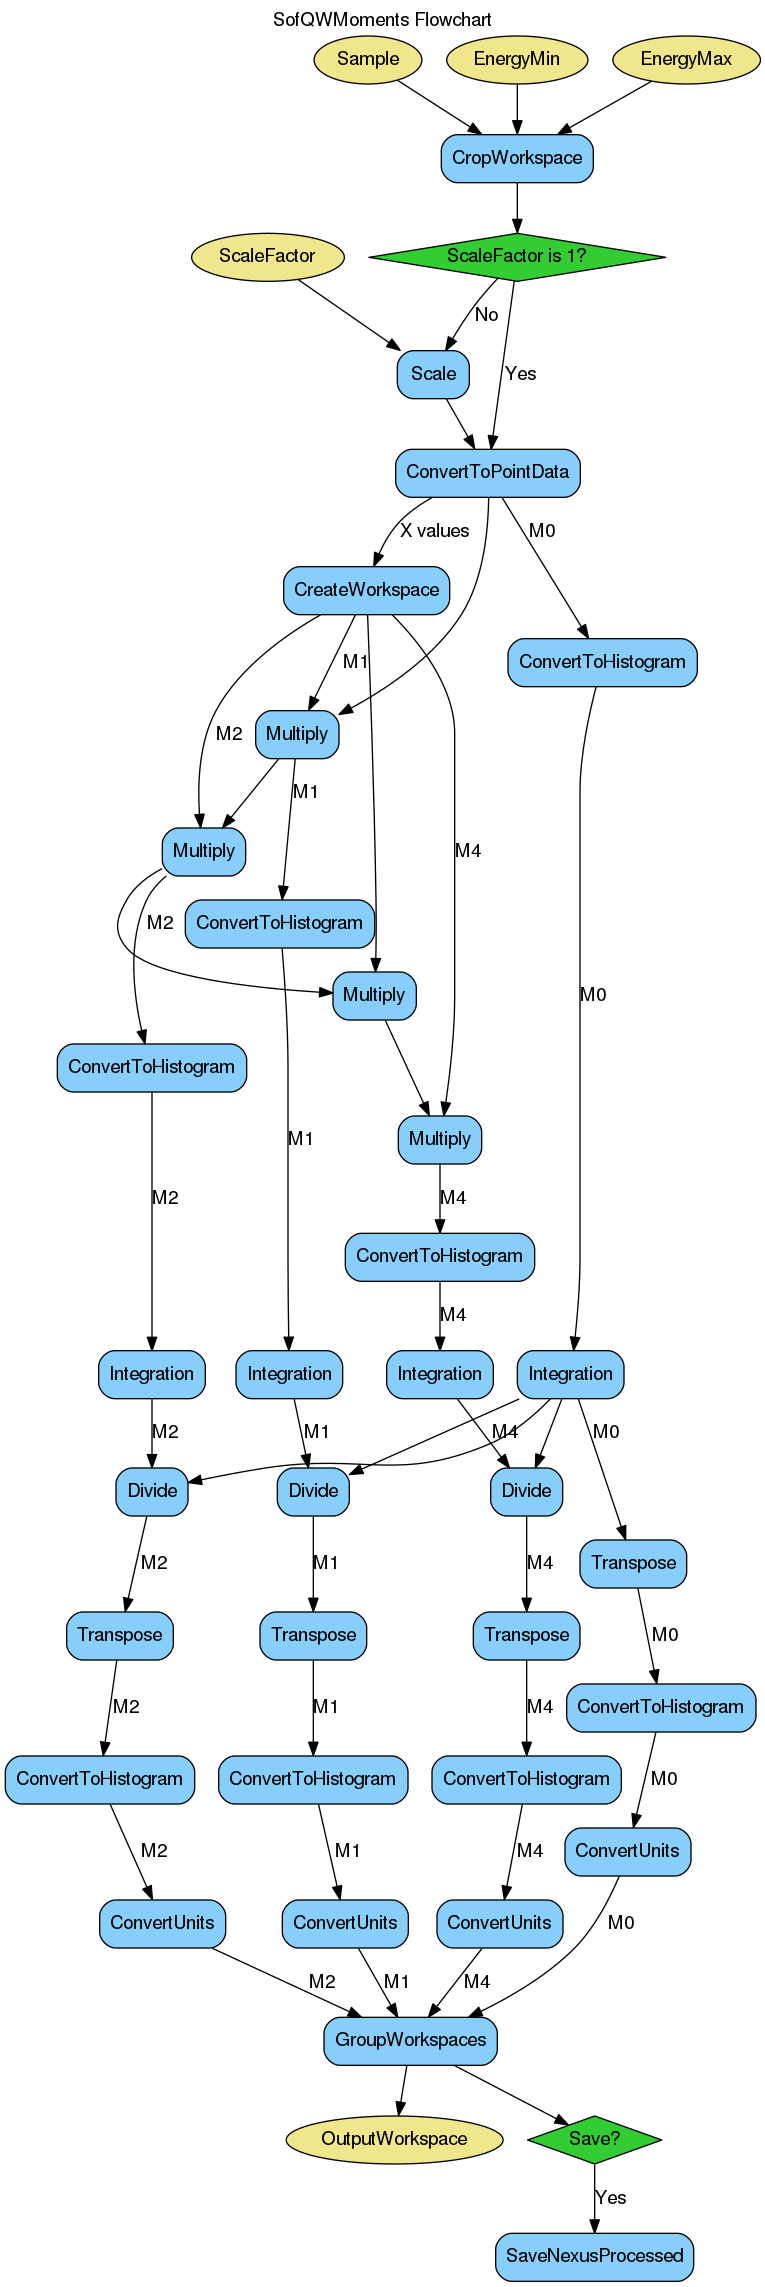 SofQWMoments Flowchart
Sample
EnergyMin
EnergyMax
CropWorkspace
ScaleFactor
ScaleFactor is 1?
No
Scale
Yes
ConvertToPointData
X values
M0
CreateWorkspace
ConvertToHistogram
M1
Multiply
M2
M1
Multiply
M4
M2
ConvertToHistogram
Multiply
M0
ConvertToHistogram
M1
Multiply
M2
M4
ConvertToHistogram
M4
Integration
Integration
Integration
Integration
M2
M1
M4
M0
Divide
Divide
Divide
M2
M1
M4
Transpose
Transpose
Transpose
Transpose
M0
M2
M1
M4
ConvertToHistogram
ConvertToHistogram
ConvertToHistogram
ConvertToHistogram
M0
M2
M1
M4
ConvertUnits
ConvertUnits
ConvertUnits
ConvertUnits
M0
M2
M1
M4
GroupWorkspaces
OutputWorkspace
Save?
Yes
SaveNexusProcessed